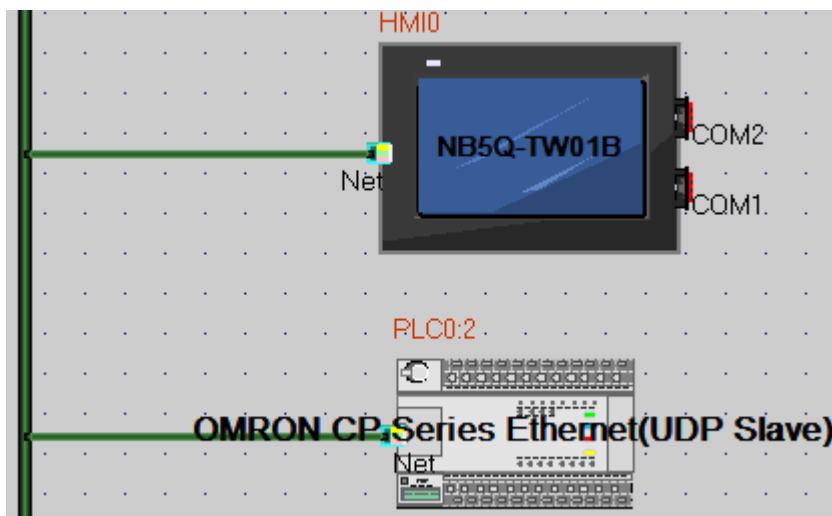 HMI0
NB5Q-TW01B
COM2
Net
COM1
PLC0:2
OMRON CP Series Ethernet(UDP Slave)
Net